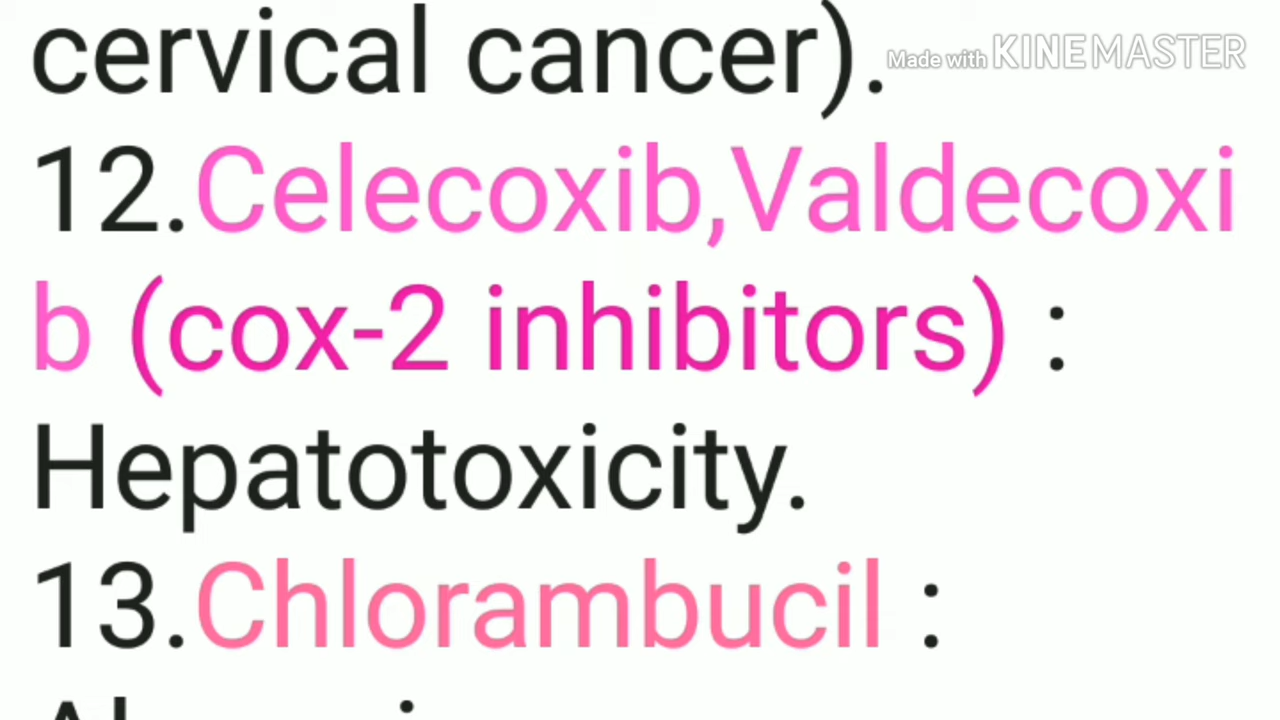 cervical cancer).
Made with KINEMASTER
12.Celecoxib,Valdecoxi
b (cox-2 inhibitors) :
Hepatotoxicity.
13.Chlorambucil :